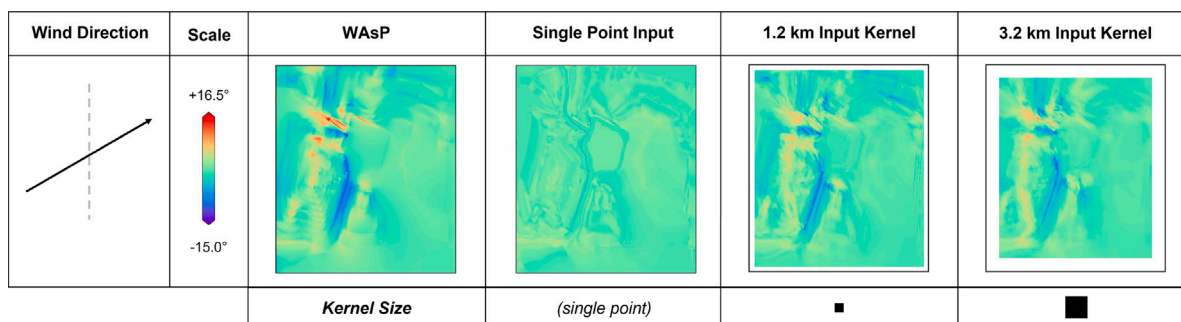 Wind Direction Scale WAsP Single Point Input 1.2 km Input Kernel 3.2 km Input Kernel
+16.5°
-15.0°
Kernel Size (single point)